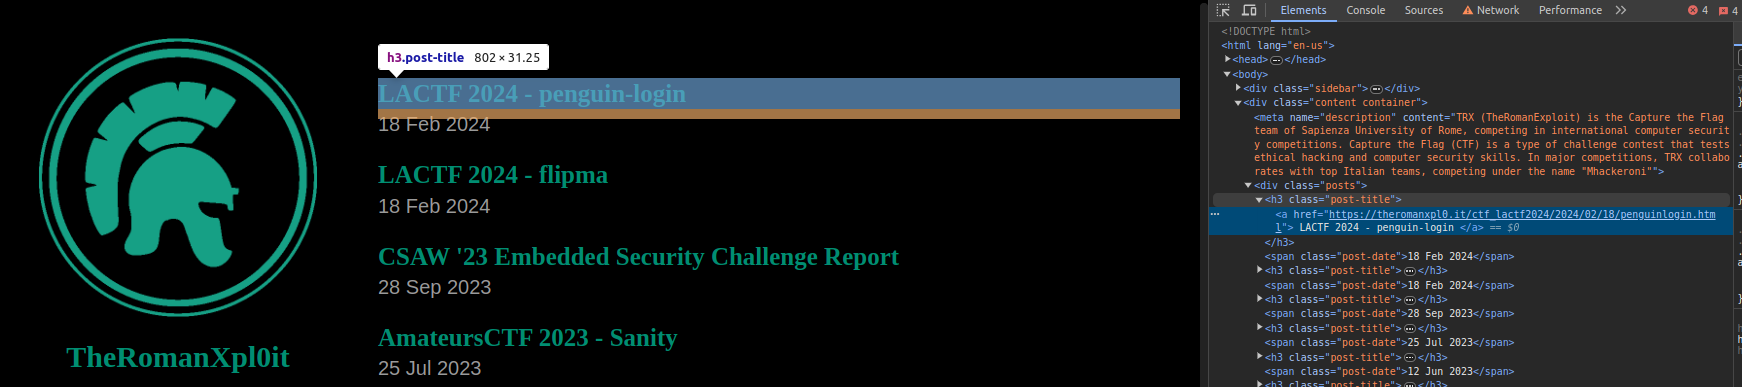 h3.post-title 802 × 31.25
LACTF 2024 - penguin-login
18 Feb 2024
LACTF 2024 - flipma
18 Feb 2024
CSAW '23 Embedded Security Challenge Report
28 Sep 2023
AmateursCTF 2023 - Sanity
25 Jul 2023
TheRomanXpl0it
Elements Console Sources Network Performance 4 4
<!DOCTYPE html>
<html lang="en-us">
<head> ⋯ </head>
<body>
<div class="sidebar"> ⋯ </div>
<div class="content container">
<meta name="description" content="TRX (TheRomanExploit) is the Capture the Flag
team of Sapienza University of Rome, competing in international computer securit
y competitions. Capture the Flag (CTF) is a type of challenge contest that tests
ethical hacking and computer security skills. In major competitions, TRX collabo
rates with top Italian teams, competing under the name "Mhackeroni"">
<div class="posts">
<h3 class="post-title">
<a href="https://theromanxpl0.it/ctf_lactf2024/2024/02/18/penguinlogin.htm
l"> LACTF 2024 - penguin-login </a> == $0
</h3>
<span class="post-date">18 Feb 2024</span>
<h3 class="post-title"> ⋯ </h3>
<span class="post-date">18 Feb 2024</span>
<h3 class="post-title"> ⋯ </h3>
<span class="post-date">28 Sep 2023</span>
<h3 class="post-title"> ⋯ </h3>
<span class="post-date">25 Jul 2023</span>
<h3 class="post-title"> ⋯ </h3>
<span class="post-date">12 Jun 2023</span>
<h3 class="post-title"> ⋯ </h3>